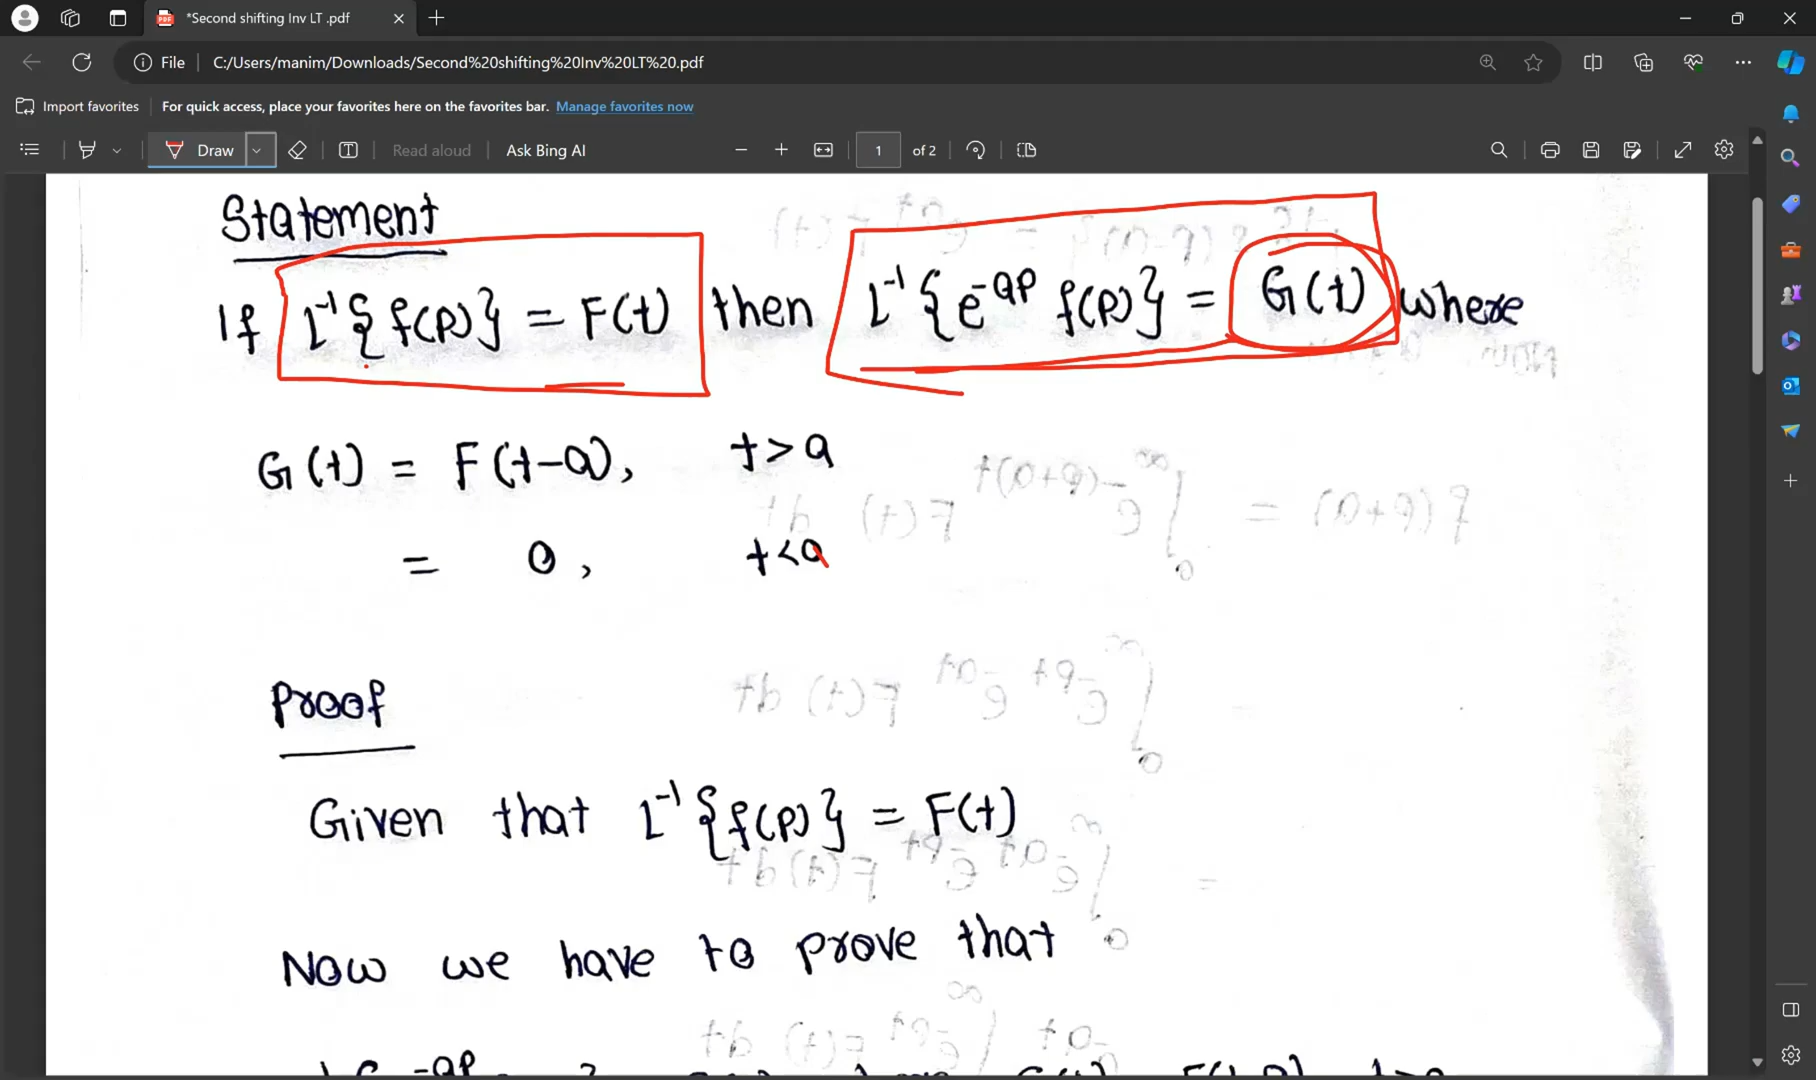 *Second shifting Inv LT .pdf
File C:/Users/manim/Downloads/Second%20shifting%20Inv%20LT%20.pdf
Import favorites For quick access, place your favorites here on the favorites bar. Manage favorites now
Draw Read aloud Ask Bing AI 1 of 2
Statement
If L⁻¹{f(p)} = F(t) then L⁻¹{e⁻ᵃᵖ f(p)} = G(t) where
G(t) = F(t-a), t>a
= 0, t<a
Proof
Given that L⁻¹{f(p)} = F(t)
Now we have to prove that